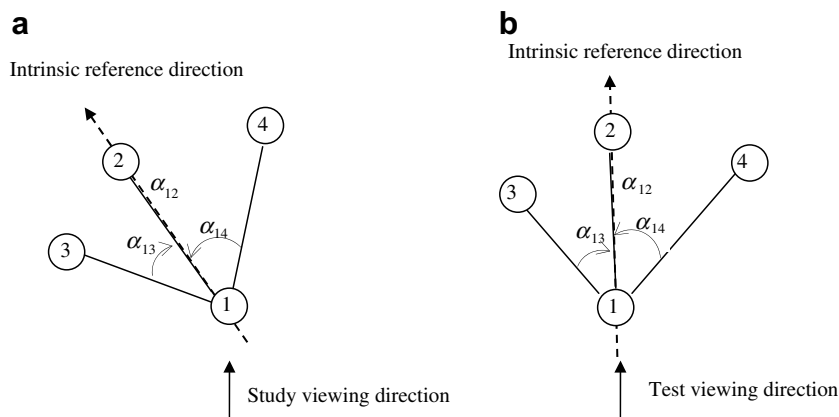 a
Intrinsic reference direction
4
2
α12
3
α13
α14
1
Study viewing direction
b
Intrinsic reference direction
2
4
3
α12
α13
α14
1
Test viewing direction